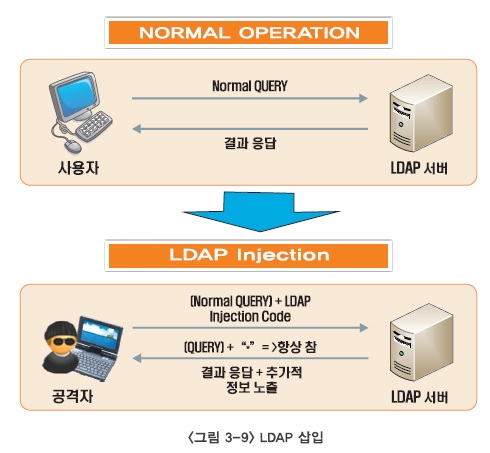 NORMAL OPERATION
Normal QUERY
결과 응답
사용자
LDAP 서버
LDAP Injection
(Normal QUERY) + LDAP
Injection Code
(QUERY) + “*” = >항상 참
결과 응답 + 추가적
정보 노출
공격자
LDAP 서버
<그림 3-9> LDAP 삽입